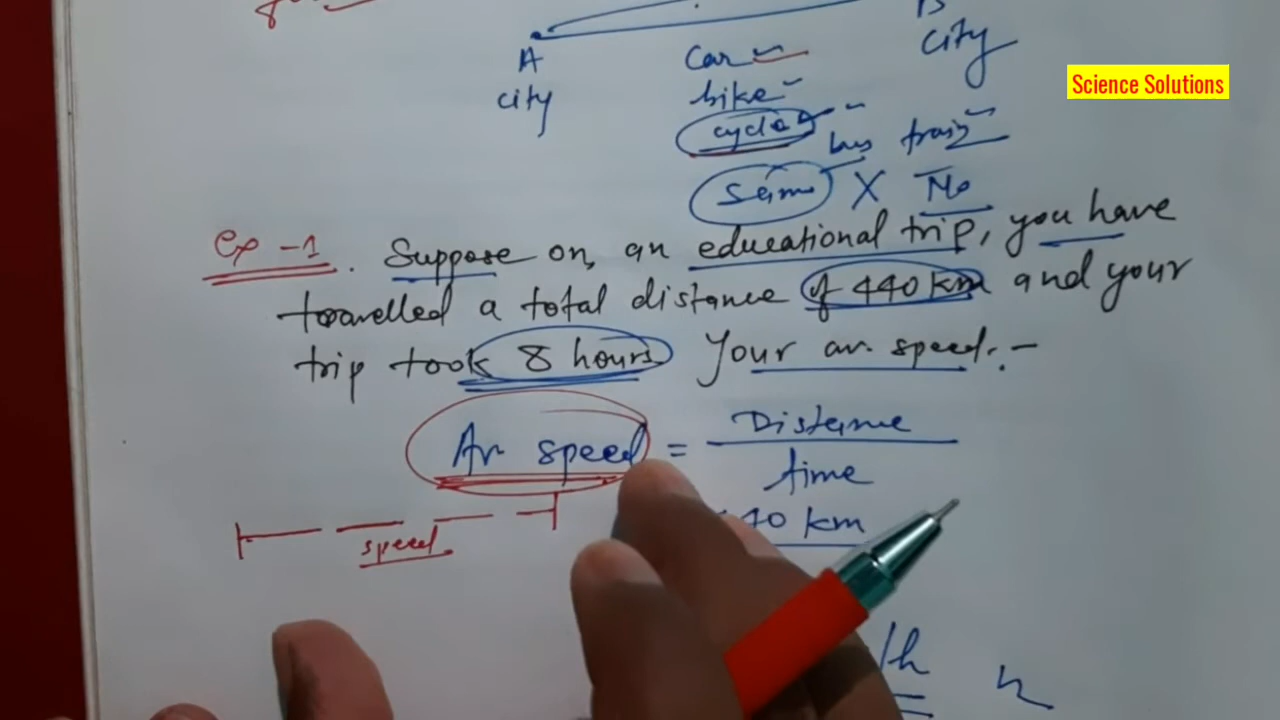 A
city
B
city
Car
bike
cycle
bus train
X No
Science Solutions
ex-1. Suppose on, an educational trip, you have
travelled a total distance of 440 km and your
trip took 8 hours. Your av. speed.-
Av speed = Distance
time
40 km
speed
/h